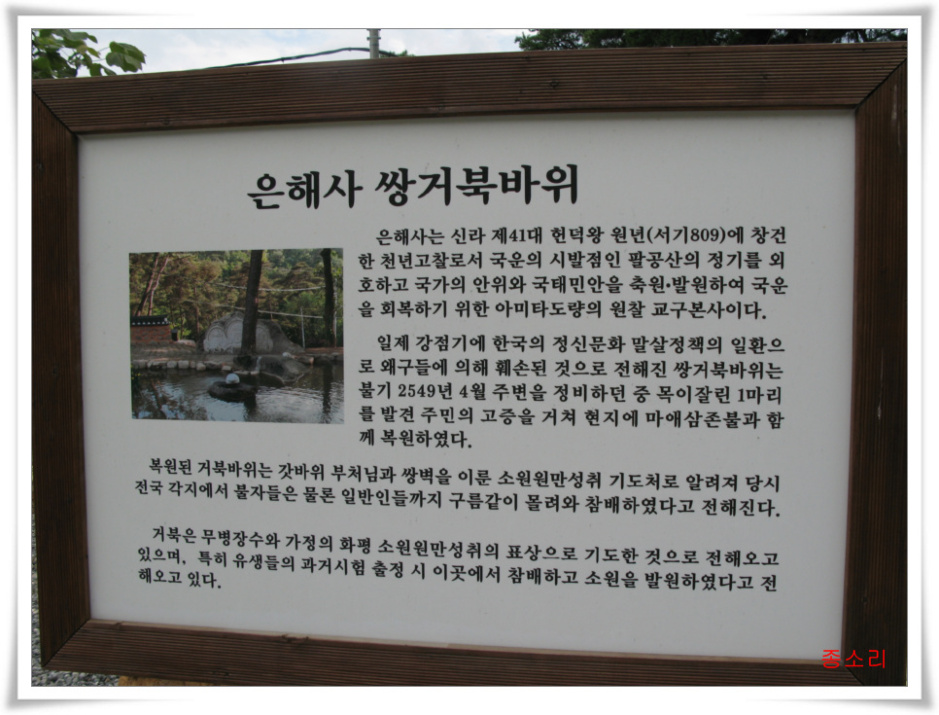 은해사 쌍거북바위
은해사는 신라 제41대 헌덕왕 원년(서기809)에 창건
한 천년고찰로서 국운의 시발점인 팔공산의 정기를 외
호하고 국가의 안위와 국태민안을 축원·발원하여 국운
을 회복하기 위한 아미타도량의 원찰 교구본사이다.
일제 강점기에 한국의 정신문화 말살정책의 일환으
로 왜구들에 의해 훼손된 것으로 전해진 쌍거북바위는
불기 2549년 4월 주변을 정비하던 중 목이잘린 1마리
를 발견 주민의 고증을 거쳐 현지에 마애삼존불과 함
께 복원하였다.
복원된 거북바위는 갓바위 부처님과 쌍벽을 이룬 소원원만성취 기도처로 알려져 당시
전국 각지에서 불자들은 물론 일반인들까지 구름같이 몰려와 참배하였다고 전해진다.
거북은 무병장수와 가정의 화평 소원원만성취의 표상으로 기도한 것으로 전해오고
있으며, 특히 유생들의 과거시험 출정 시 이곳에서 참배하고 소원을 발원하였다고 전
해오고 있다.
종소리